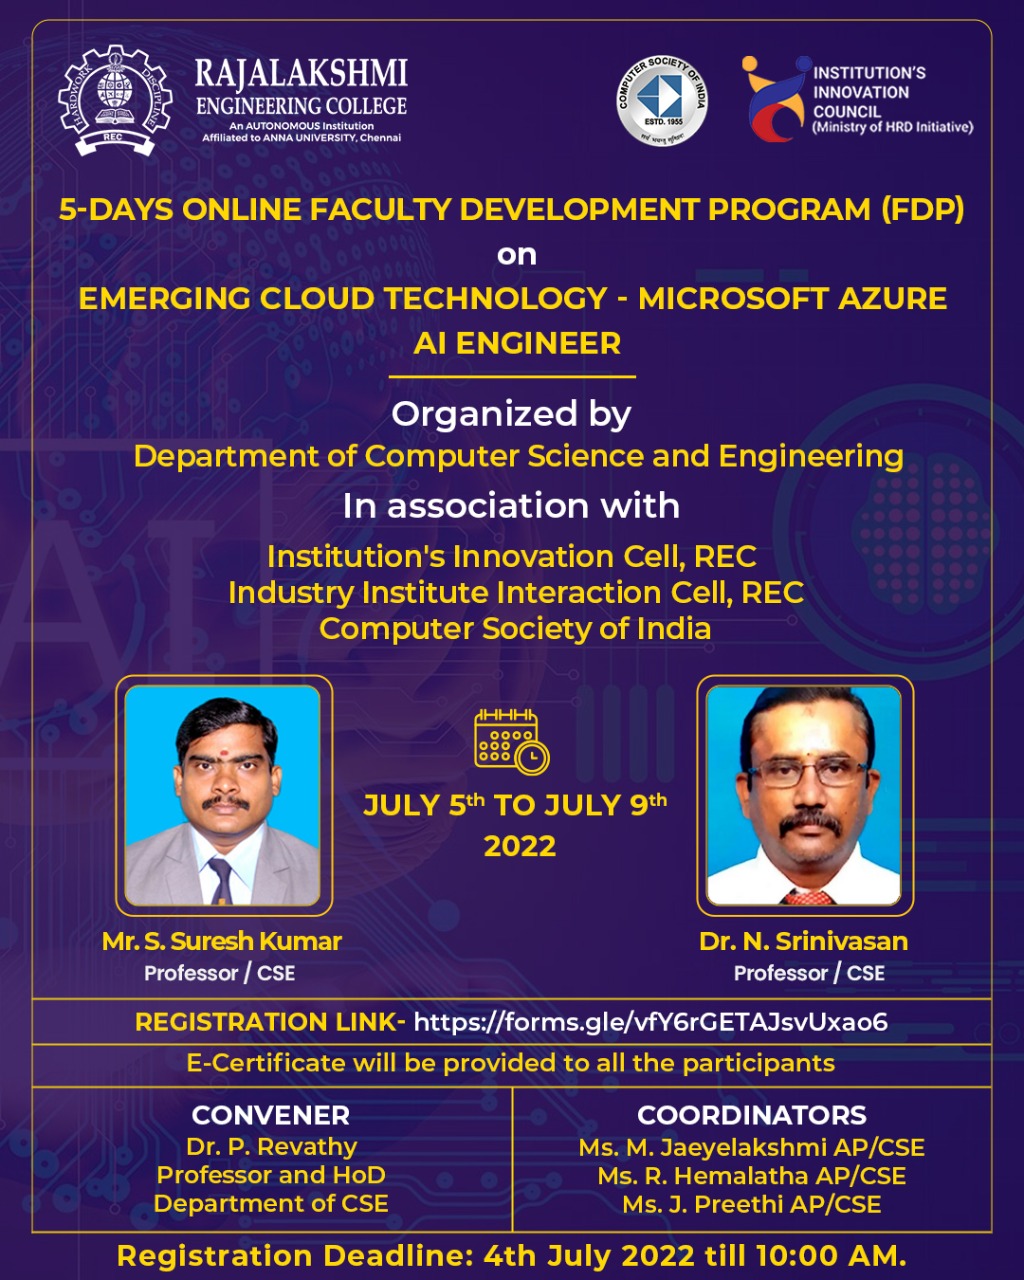 HARDWORK
DISCIPLINE
REC
RAJALAKSHMI
ENGINEERING COLLEGE
An AUTONOMOUS Institution
Affiliated to ANNA UNIVERSITY, Chennai
COMPUTER SOCIETY OF INDIA
ESTD. 1955
INSTITUTION'S
INNOVATION
COUNCIL
(Ministry of HRD Initiative)
5-DAYS ONLINE FACULTY DEVELOPMENT PROGRAM (FDP)
on
EMERGING CLOUD TECHNOLOGY - MICROSOFT AZURE
AI ENGINEER
Organized by
Department of Computer Science and Engineering
In association with
Institution's Innovation Cell, REC
Industry Institute Interaction Cell, REC
Computer Society of India
AI
JULY 5th TO JULY 9th
2022
Mr. S. Suresh Kumar
Professor / CSE
Dr. N. Srinivasan
Professor / CSE
REGISTRATION LINK- https://forms.gle/vfY6rGETAJsvUxao6
E-Certificate will be provided to all the participants
CONVENER
Dr. P. Revathy
Professor and HoD
Department of CSE
COORDINATORS
Ms. M. Jaeyelakshmi AP/CSE
Ms. R. Hemalatha AP/CSE
Ms. J. Preethi AP/CSE
Registration Deadline: 4th July 2022 till 10:00 AM.